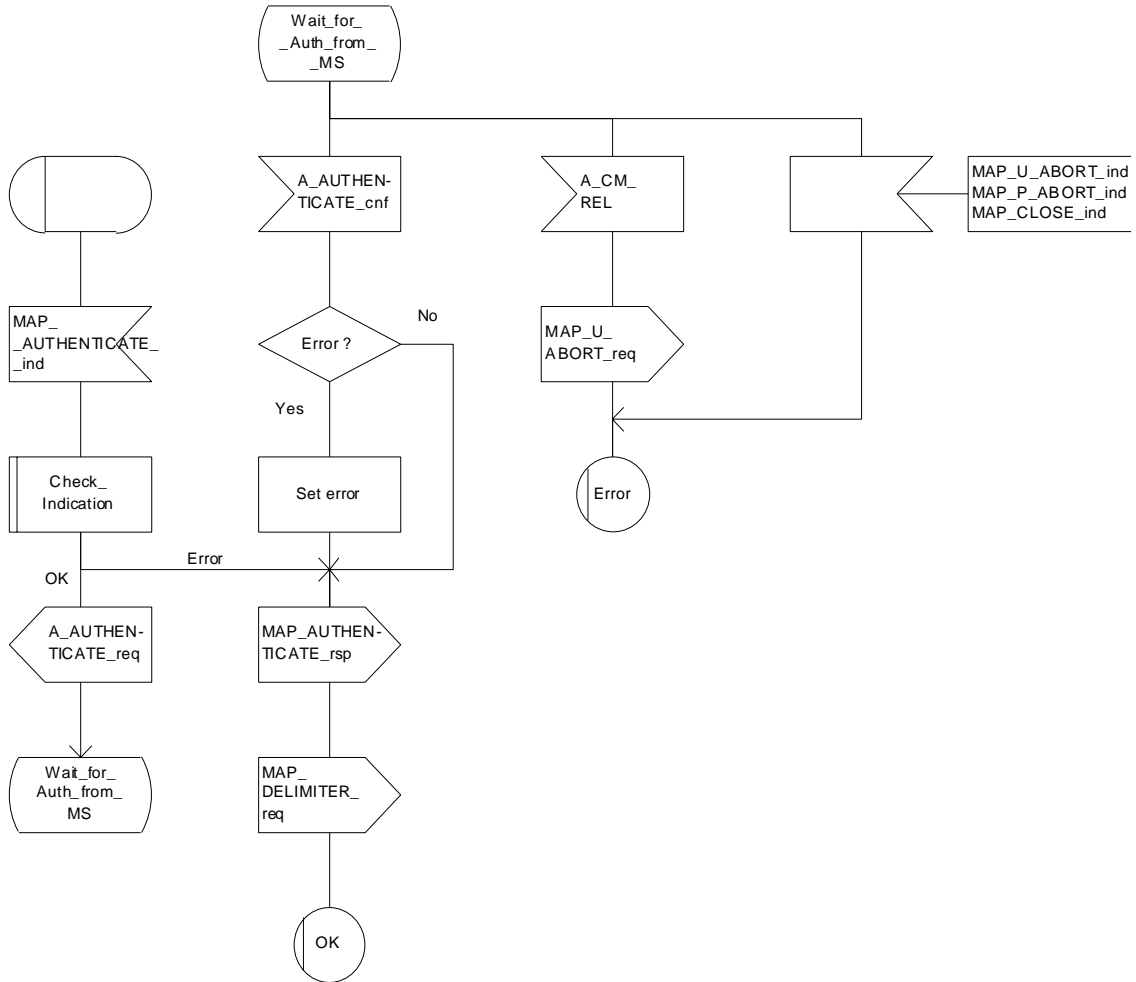 Wait_for_
_Auth_from_
_MS
A_AUTHEN-
TICATE_cnf
A_CM_
REL
MAP_U_ABORT_ind
MAP_P_ABORT_ind
MAP_CLOSE_ind
MAP_
_AUTHENTICATE_
_ind
Error ?
No
Yes
MAP_U_
ABORT_req
Check_
Indication
Set error
Error
OK
Error
A_AUTHEN-
TICATE_req
MAP_AUTHEN-
TICATE_rsp
Wait_for_
Auth_from_
MS
MAP_
DELIMITER_
req
OK